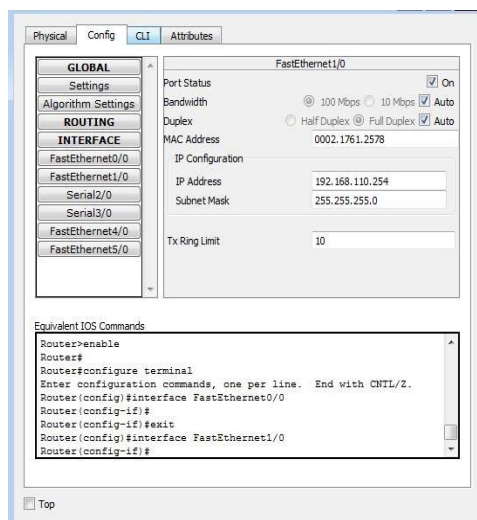 Physical Config CLI Attributes
GLOBAL
Settings
Algorithm Settings
ROUTING
INTERFACE
FastEthernet0/0
FastEthernet1/0
Serial2/0
Serial3/0
FastEthernet4/0
FastEthernet5/0
FastEthernet1/0
Port Status On
Bandwidth 100 Mbps 10 Mbps Auto
Duplex Half Duplex Full Duplex Auto
MAC Address 0002.1761.2578
IP Configuration
IP Address 192.168.110.254
Subnet Mask 255.255.255.0
Tx Ring Limit 10
Equivalent IOS Commands
Router>enable
Router#
Router#configure terminal
Enter configuration commands, one per line. End with CNTL/Z.
Router(config)#interface FastEthernet0/0
Router(config-if)#
Router(config-if)#exit
Router(config)#interface FastEthernet1/0
Router(config-if)#
Top